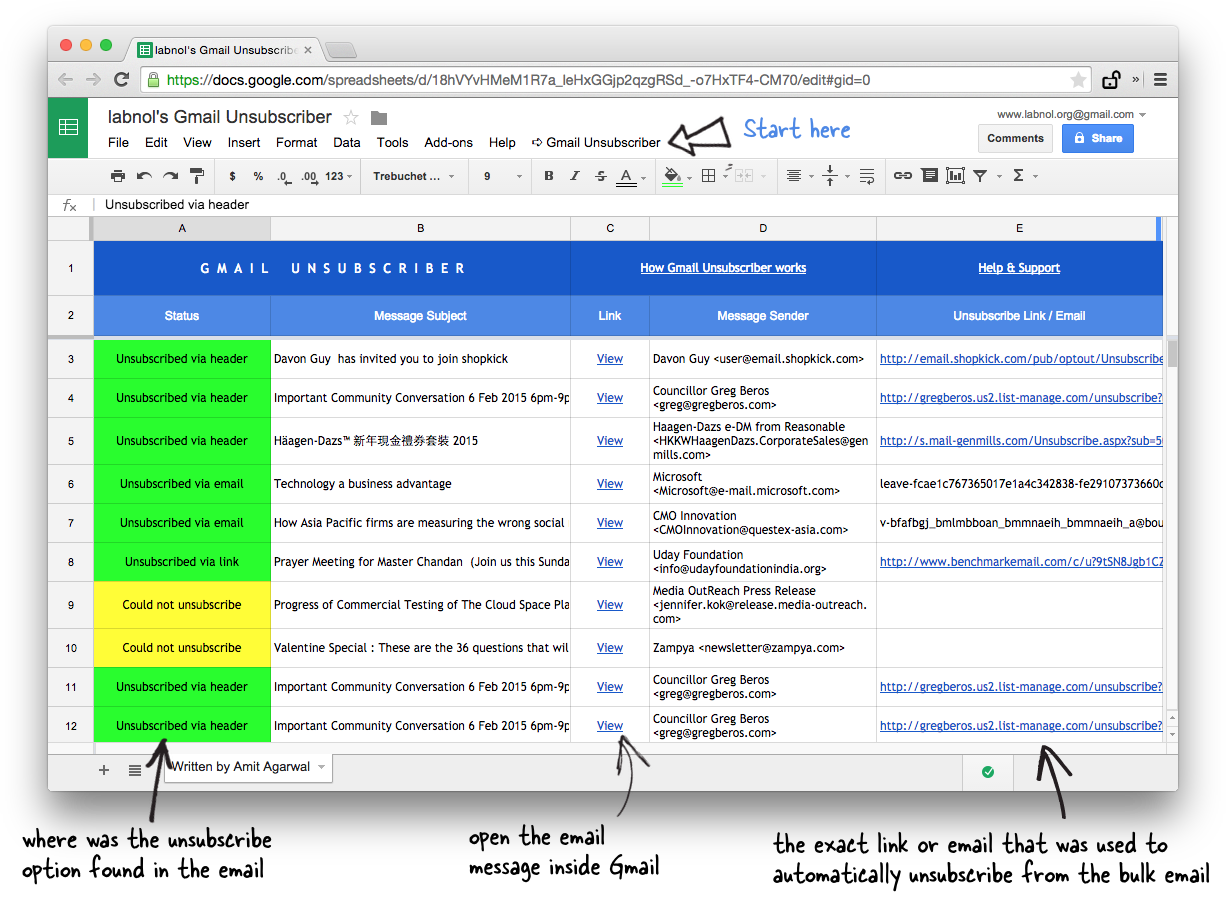 labnol's Gmail Unsubscribe
https://docs.google.com/spreadsheets/d/18hVYvHMeM1R7a_leHxGGjp2qzgRSd_-o7HxTF4-CM70/edit#gid=0
labnol's Gmail Unsubscriber
www.labnol.org@gmail.com
File Edit View Insert Format Data Tools Add-ons Help Gmail Unsubscriber
Start here
Comments Share
$ % .0 .00 123 Trebuchet ... 9 B I S A Σ
fx Unsubscribed via header
A B C D E
1 GMAIL UNSUBSCRIBER How Gmail Unsubscriber works Help & Support
2 Status Message Subject Link Message Sender Unsubscribe Link / Email
3 Unsubscribed via header Davon Guy has invited you to join shopkick View Davon Guy <user@email.shopkick.com> http://email.shopkick.com/pub/optout/Unsubscribe
4 Unsubscribed via header Important Community Conversation 6 Feb 2015 6pm-9p View Councillor Greg Beros
<greg@gregberos.com> http://gregberos.us2.list-manage.com/unsubscribe?
5 Unsubscribed via header Häagen-Dazs™ 新年現金禮券套裝 2015 View Haagen-Dazs e-DM from Reasonable
<HKKWHaagenDazs.CorporateSales@gen
mills.com> http://s.mail-genmills.com/Unsubscribe.aspx?sub=5
6 Unsubscribed via email Technology a business advantage View Microsoft
<Microsoft@e-mail.microsoft.com> leave-fcae1c767365017e1a4c342838-fe29107373660
7 Unsubscribed via email How Asia Pacific firms are measuring the wrong social View CMO Innovation
<CMOInnovation@questex-asia.com> v-bfafbgj_bmlmbboan_bmmnaeih_bmmnaeih_a@bou
8 Unsubscribed via link Prayer Meeting for Master Chandan (Join us this Sunda View Uday Foundation
<info@udayfoundationindia.org> http://www.benchmarkemail.com/c/u?9tSN8Jgb1CZ
9 Could not unsubscribe Progress of Commercial Testing of The Cloud Space Pla View Media OutReach Press Release
<jennifer.kok@release.media-outreach.
com>
10 Could not unsubscribe Valentine Special : These are the 36 questions that wil View Zampya <newsletter@zampya.com>
11 Unsubscribed via header Important Community Conversation 6 Feb 2015 6pm-9p View Councillor Greg Beros
<greg@gregberos.com> http://gregberos.us2.list-manage.com/unsubscribe?
12 Unsubscribed via header Important Community Conversation 6 Feb 2015 6pm-9p View Councillor Greg Beros
<greg@gregberos.com> http://gregberos.us2.list-manage.com/unsubscribe?
Written by Amit Agarwal
where was the unsubscribe
option found in the email
open the email
message inside Gmail
the exact link or email that was used to
automatically unsubscribe from the bulk email